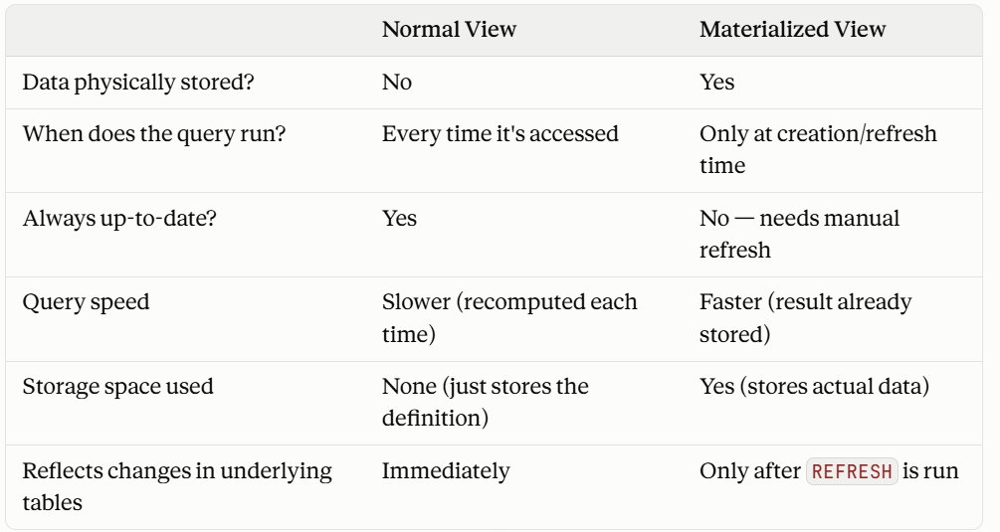 Normal View Materialized View
Data physically stored? No Yes
When does the query run? Every time it's accessed Only at creation/refresh
time
Always up-to-date? Yes No — needs manual
refresh
Query speed Slower (recomputed each Faster (result already
time) stored)
Storage space used None (just stores the Yes (stores actual data)
definition)
Reflects changes in underlying Immediately Only after REFRESH is run
tables